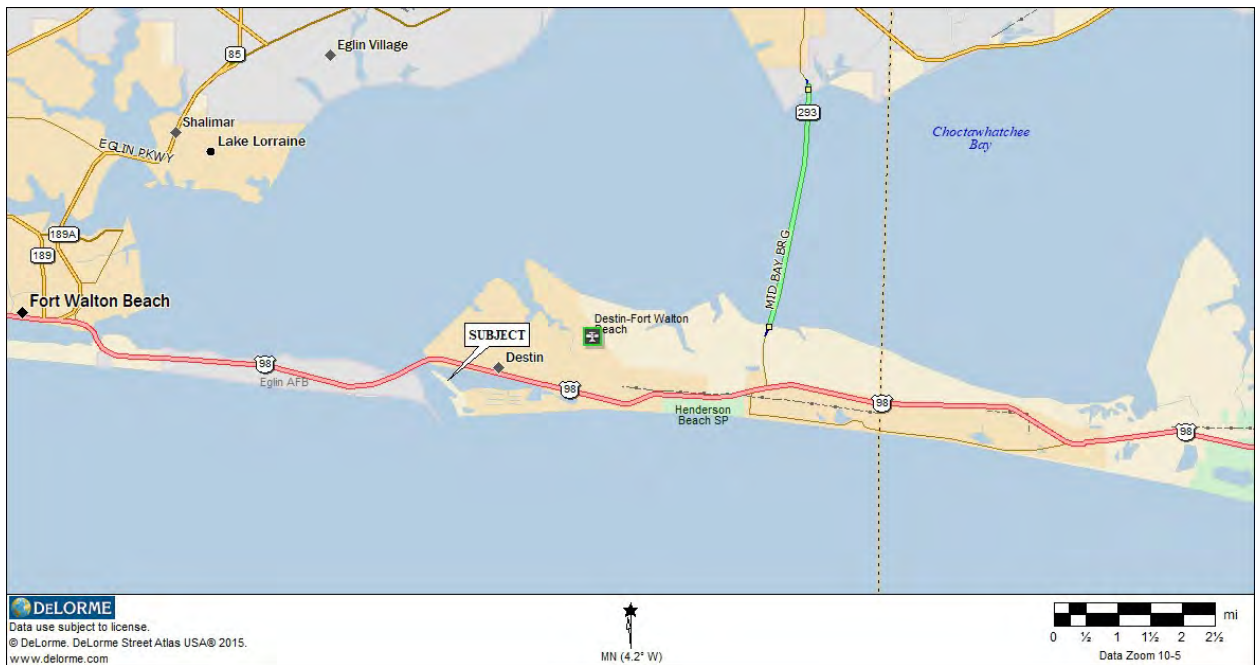 Eglin Village
85
293
Choctawhatchee
Bay
Shalimar
Lake Lorraine
EGLIN PKWY
189A
189
MID BAY BRG
Fort Walton Beach
Destin-Fort Walton
Beach
SUBJECT
Destin
98
Eglin AFB
98
98
Henderson
Beach SP
98
DELORME
Data use subject to license.
© DeLorme. DeLorme Street Atlas USA® 2015.
www.delorme.com
MN (4.2° W)
mi
0 ½ 1 1½ 2 2½
Data Zoom 10-5